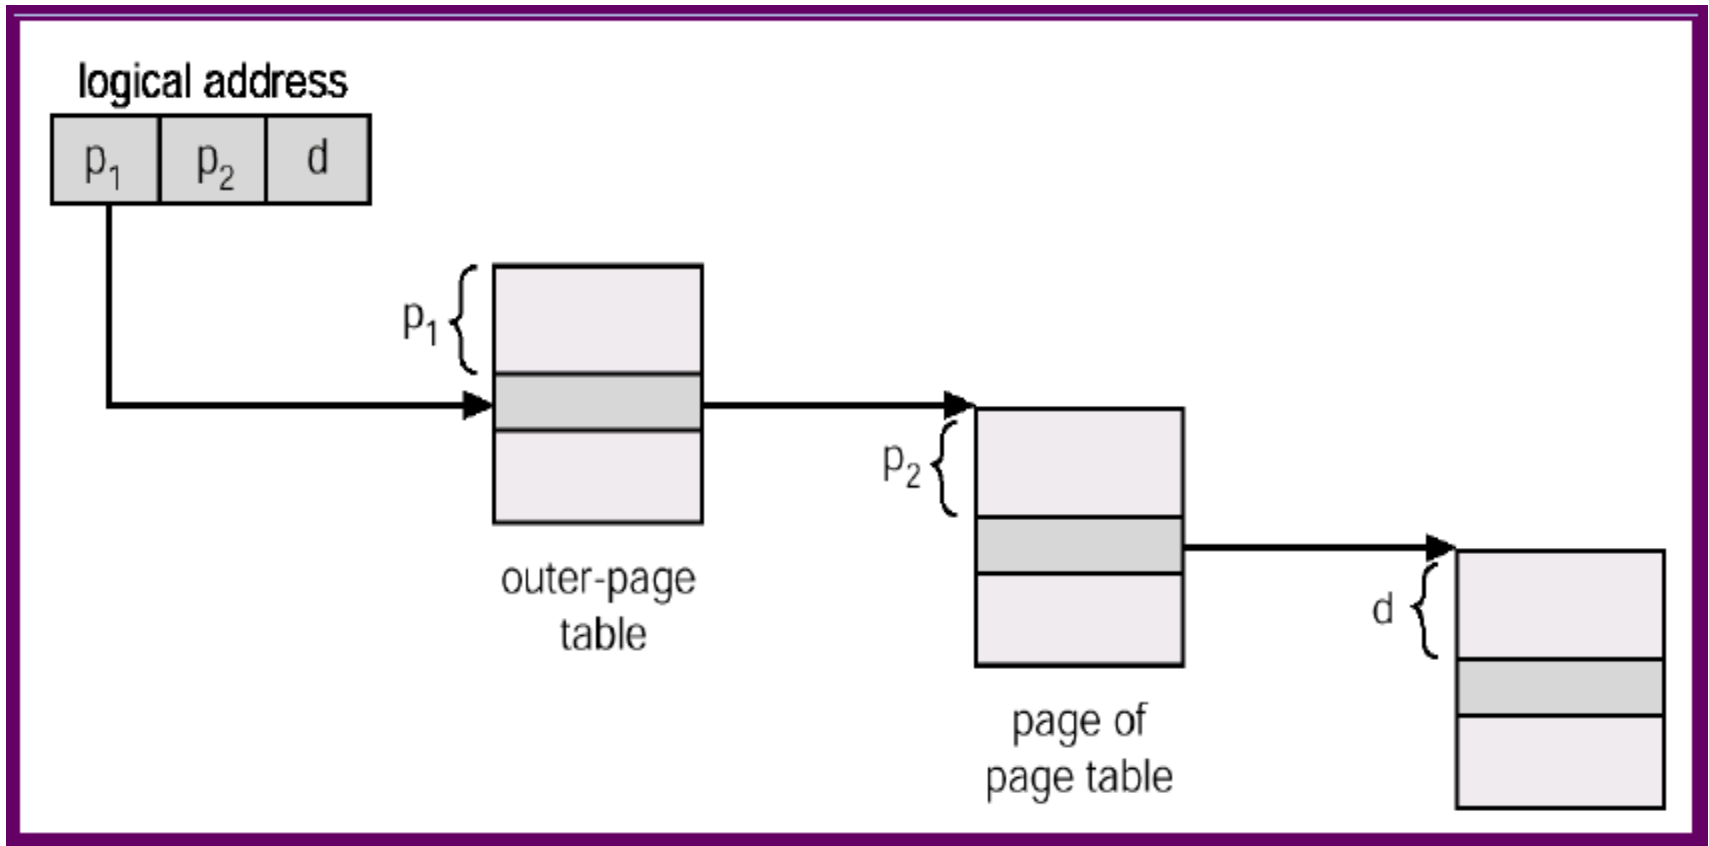 logical address
p₁ p₂ d
p₁
outer-page
table
p₂
page of
page table
d